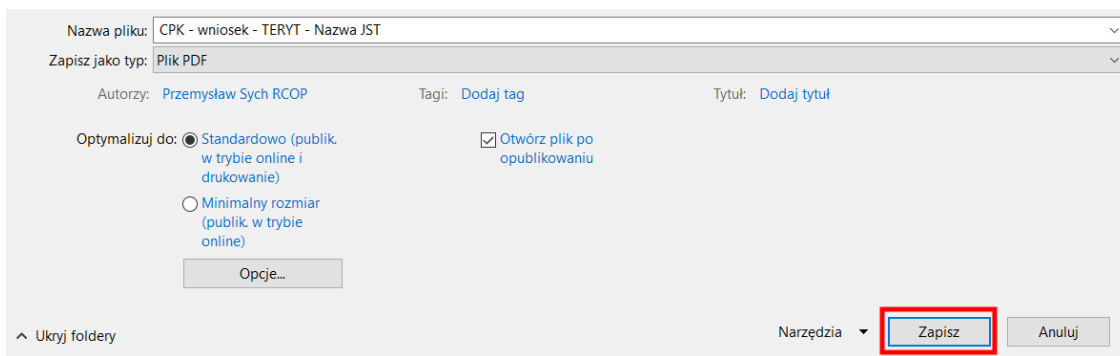 Nazwa pliku: CPK - wniosek - TERYT - Nazwa JST
Zapisz jako typ: Plik PDF
Autorzy: Przemysław Sych RCOP Tagi: Dodaj tag Tytuł: Dodaj tytuł
Optymalizuj do: Standardowo (publik.
w trybie online i
drukowanie)
Minimalny rozmiar
(publik. w trybie
online)
Otwórz plik po
opublikowaniu
Opcje...
Ukryj foldery Narzędzia Zapisz Anuluj